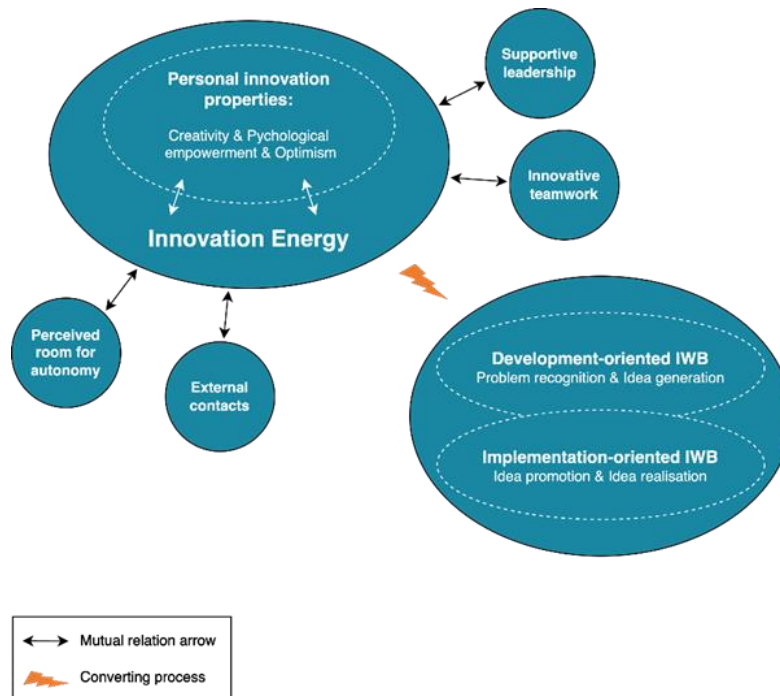 Supportive
leadership
Personal innovation
properties:
Creativity & Pychological
empowerment & Optimism
Innovative
teamwork
Innovation Energy
Perceived
room for
autonomy
External
contacts
Development-oriented IWB
Problem recognition & Idea generation
Implementation-oriented IWB
Idea promotion & Idea realisation
Mutual relation arrow
Converting process